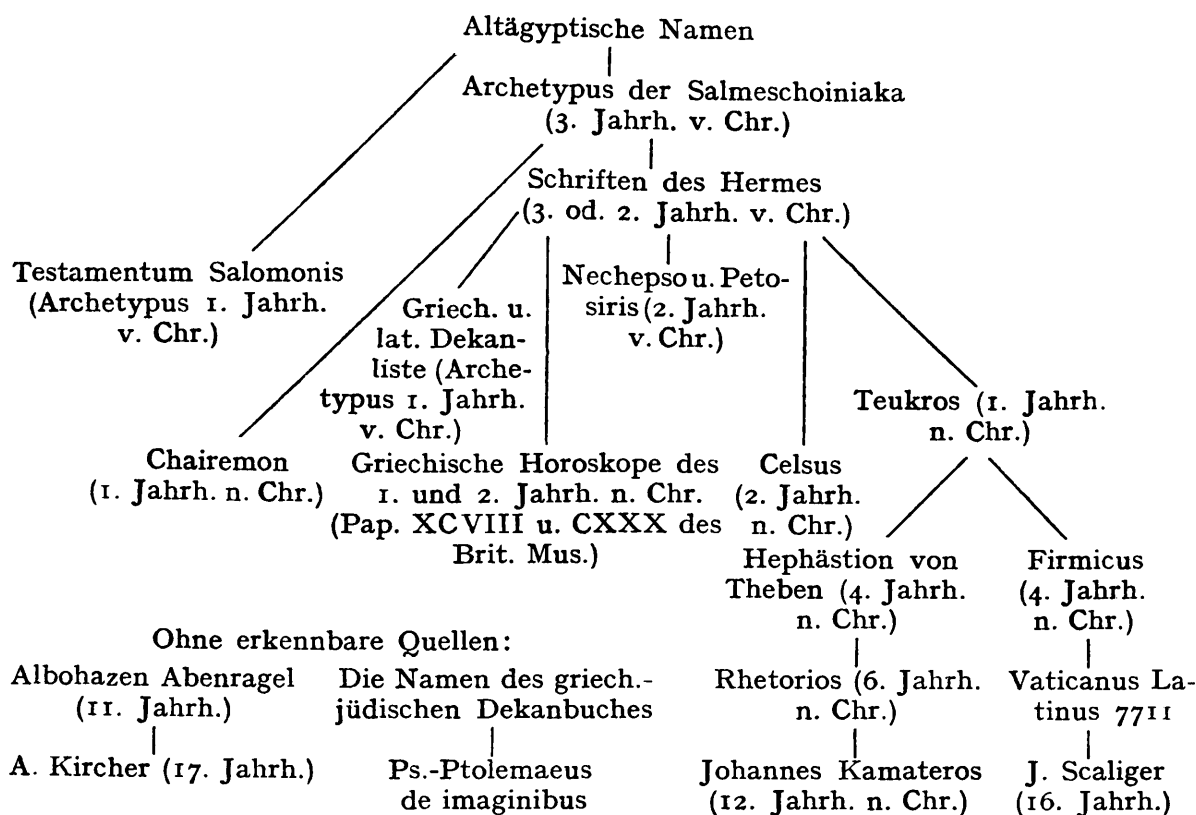 Altägyptische Namen
Archetypus der Salmeschoiniaka
(3. Jahrh. v. Chr.)
Schriften des Hermes
(3. od. 2. Jahrh. v. Chr.)
Testamentum Salomonis
(Archetypus 1. Jahrh.
v. Chr.)
Griech. u.
lat. Dekan-
liste (Arche-
typus 1. Jahrh.
v. Chr.)
Nechepso u. Peto-
siris (2. Jahrh.
v. Chr.)
Teukros (1. Jahrh.
n. Chr.)
Chairemon
(1. Jahrh. n. Chr.)
Griechische Horoskope des
1. und 2. Jahrh. n. Chr.
(Pap. XCVIII u. CXXX des
Brit. Mus.)
Celsus
(2. Jahrh.
n. Chr.)
Hephästion von
Theben (4. Jahrh.
n. Chr.)
Firmicus
(4. Jahrh.
n. Chr.)
Ohne erkennbare Quellen:
Albohazen Abenragel
(11. Jahrh.)
Die Namen des griech.-
jüdischen Dekanbuches
Rhetorios (6. Jahrh.
n. Chr.)
Vaticanus La-
tinus 7711
A. Kircher (17. Jahrh.)
Ps.-Ptolemaeus
de imaginibus
Johannes Kamateros
(12. Jahrh. n. Chr.)
J. Scaliger
(16. Jahrh.)